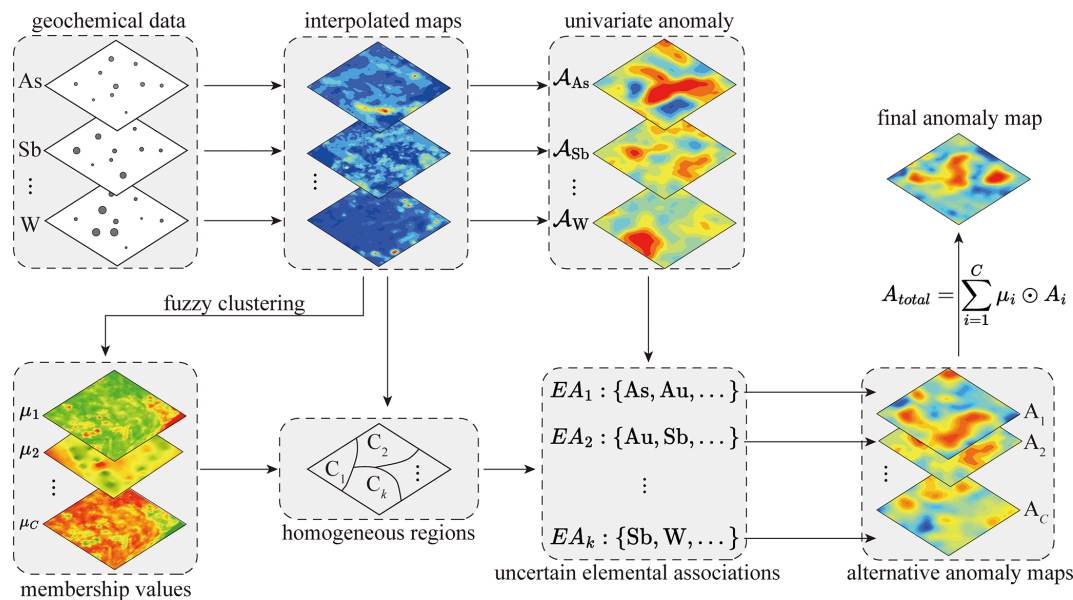 geochemical data
As
Sb
⋮
W
interpolated maps
⋮
univariate anomaly
𝒜As
𝒜Sb
⋮
𝒜W
final anomaly map
A_total = ∑_{i=1}^{C} μ_i ⊙ A_i
fuzzy clustering
μ1
μ2
⋮
μC
membership values
C1
C2
Ck
⋮
homogeneous regions
EA1 : {As, Au, . . . }
EA2 : {Au, Sb, . . . }
⋮
EAk : {Sb, W, . . . }
uncertain elemental associations
A1
A2
⋮
AC
alternative anomaly maps